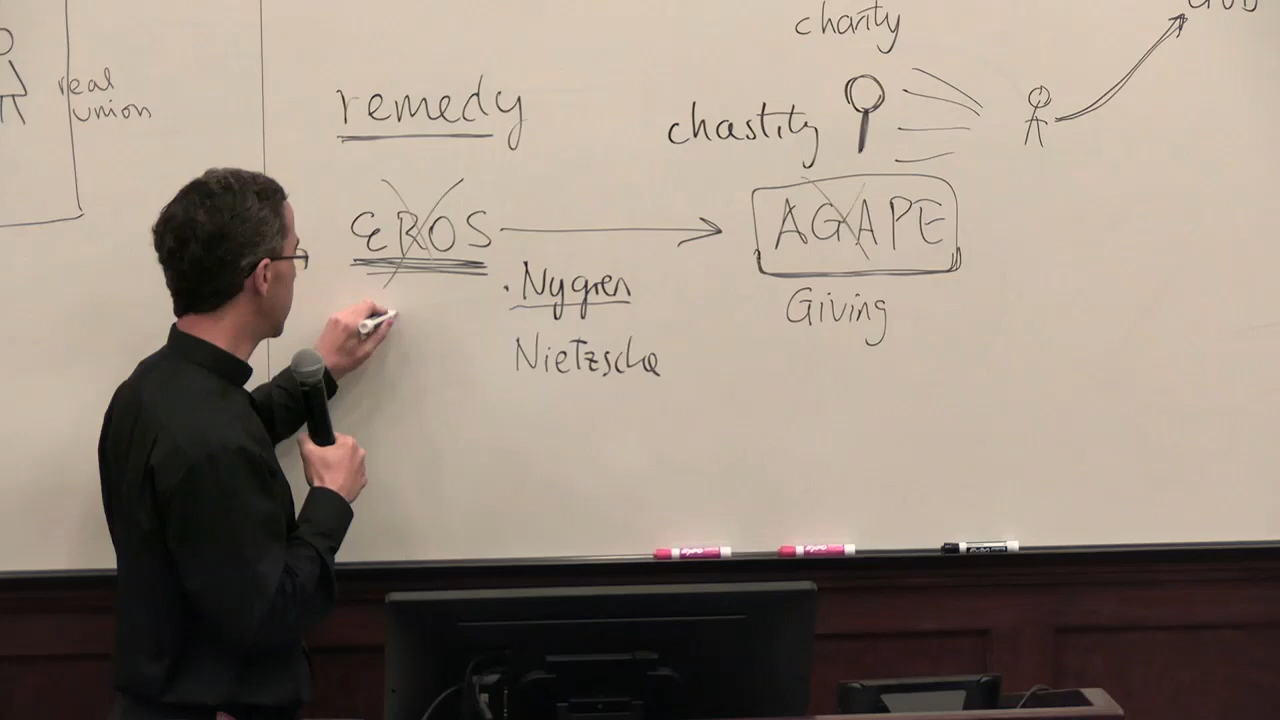 real
union
remedy
EROS
. Nygren
Nietzsche
charity
chastity
AGAPE
Giving